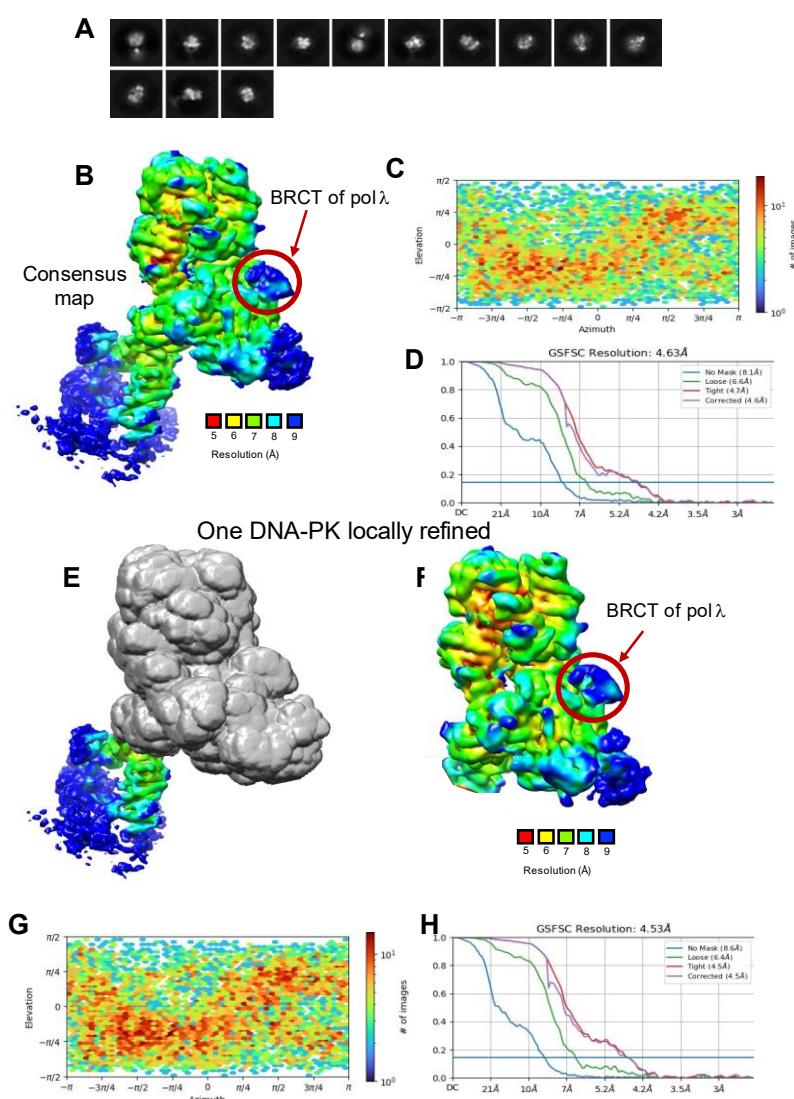 A
B
BRCT of pol λ
Consensus
map
5 6 7 8 9
Resolution (Å)
C
π/2
π/4
0
−π/4
−π/2
Elevation
−π −3π/4 −π/2 −π/4 0 π/4 π/2 3π/4 π
Azimuth
10¹
10⁰
# of images
D
GSFSC Resolution: 4.63Å
1.0
0.8
0.6
0.4
0.2
0.0
No Mask (8.1Å)
Loose (6.6Å)
Tight (4.7Å)
Corrected (4.6Å)
DC 21Å 10Å 7Å 5.2Å 4.2Å 3.5Å 3Å
One DNA-PK locally refined
E
BRCT of pol λ
5 6 7 8 9
Resolution (Å)
G
π/2
π/4
0
−π/4
−π/2
Elevation
−π −3π/4 −π/2 −π/4 0 π/4 π/2 3π/4 π
Azimuth
10¹
10⁰
# of images
H
GSFSC Resolution: 4.53Å
1.0
0.8
0.6
0.4
0.2
0.0
No Mask (8.6Å)
Loose (6.4Å)
Tight (4.5Å)
Corrected (4.5Å)
DC 21Å 10Å 7Å 5.2Å 4.2Å 3.5Å 3Å